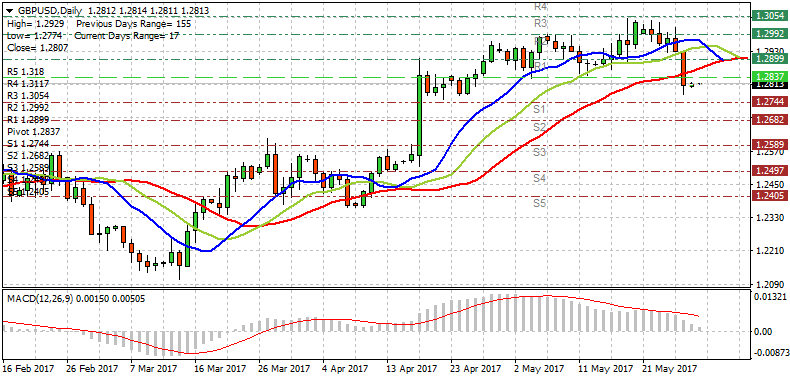 GBPUSD,Daily 1.2812 1.2814 1.2811 1.2813
High= 1.2929 Previous Days Range= 155
Low= 1.2774 Current Days Range= 17
Close= 1.2807
R5 1.318
R4 1.3117
R3 1.3054
R2 1.2992
R1 1.2899
Pivot 1.2837
S1 1.2744
S2 1.2682
S3 1.2589
S5 1.2405
R4
R3
R1
S1
S2
S3
S4
S5
1.3054
1.2992
1.2930
1.2899
1.2837
1.2813
1.2744
1.2682
1.2589
1.2570
1.2497
1.2450
1.2405
1.2330
1.2210
1.2090
MACD(12,26,9) 0.00150 0.00505
0.01321
0.00
-0.00873
16 Feb 2017
26 Feb 2017
7 Mar 2017
16 Mar 2017
26 Mar 2017
4 Apr 2017
13 Apr 2017
23 Apr 2017
2 May 2017
11 May 2017
21 May 2017